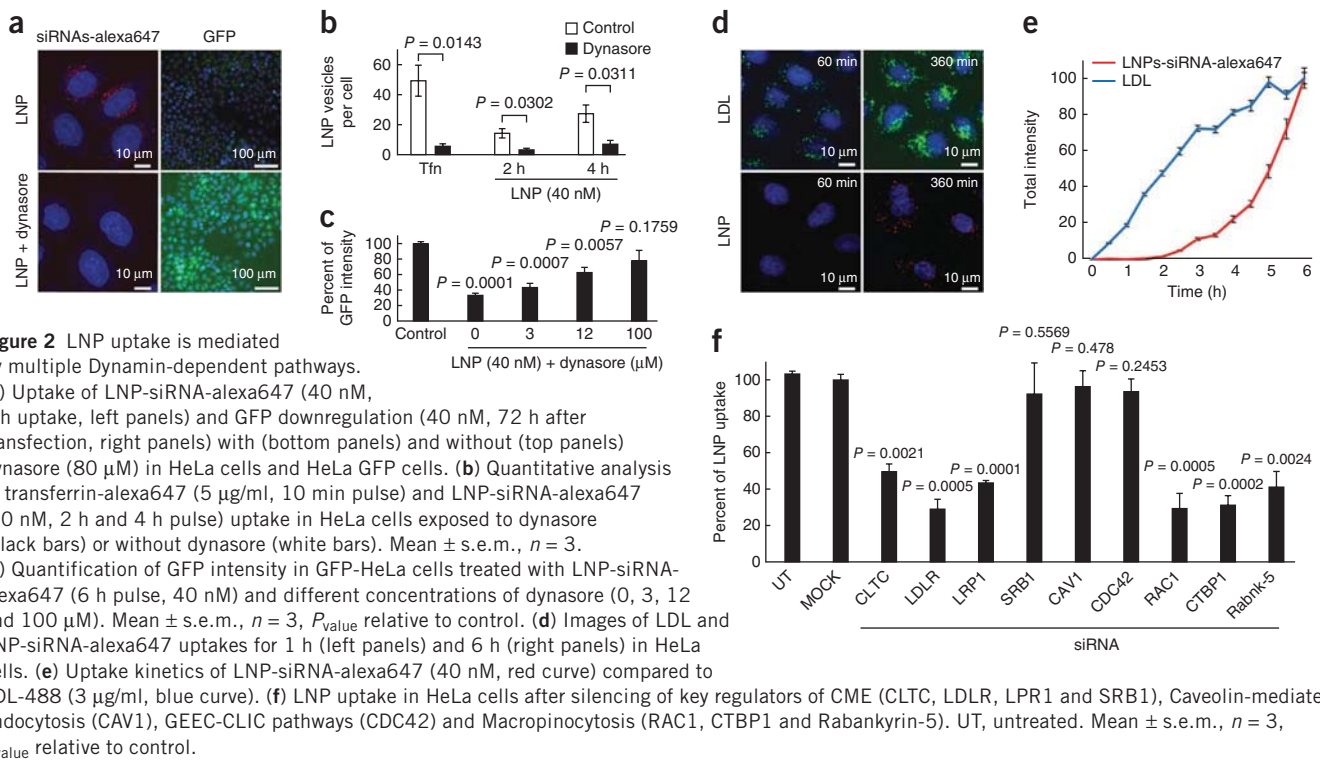 a
siRNAs-alexa647 GFP
LNP
10 µm 100 µm
LNP + dynasore
10 µm 100 µm
b
Control
Dynasore
LNP vesicles
per cell
60
40
20
0
P = 0.0143
P = 0.0302
P = 0.0311
Tfn 2 h 4 h
LNP (40 nM)
c
Percent of
GFP intensity
100
80
60
40
20
0
P = 0.0001
P = 0.0007
P = 0.0057
P = 0.1759
Control 0 3 12 100
LNP (40 nM) + dynasore (µM)
d
LDL
60 min 360 min
10 µm 10 µm
LNP
60 min 360 min
10 µm 10 µm
e
LNPs-siRNA-alexa647
LDL
Total intensity
100
80
60
40
20
0
0 1 2 3 4 5 6
Time (h)
f
Percent of LNP uptake
100
80
60
40
20
0
P = 0.0021
P = 0.0005
P = 0.0001
P = 0.5569
P = 0.478
P = 0.2453
P = 0.0005
P = 0.0002
P = 0.0024
UT MOCK CLTC LDLR LRP1 SRB1 CAV1 CDC42 RAC1 CTBP1 Rabnk-5
siRNA
gure 2 LNP uptake is mediated
y multiple Dynamin-dependent pathways.
) Uptake of LNP-siRNA-alexa647 (40 nM,
h uptake, left panels) and GFP downregulation (40 nM, 72 h after
ansfection, right panels) with (bottom panels) and without (top panels)
ynasore (80 µM) in HeLa cells and HeLa GFP cells. (b) Quantitative analysis
transferrin-alexa647 (5 µg/ml, 10 min pulse) and LNP-siRNA-alexa647
0 nM, 2 h and 4 h pulse) uptake in HeLa cells exposed to dynasore
lack bars) or without dynasore (white bars). Mean ± s.e.m., n = 3.
) Quantification of GFP intensity in GFP-HeLa cells treated with LNP-siRNA-
exa647 (6 h pulse, 40 nM) and different concentrations of dynasore (0, 3, 12
nd 100 µM). Mean ± s.e.m., n = 3, Pvalue relative to control. (d) Images of LDL and
NP-siRNA-alexa647 uptakes for 1 h (left panels) and 6 h (right panels) in HeLa
ells. (e) Uptake kinetics of LNP-siRNA-alexa647 (40 nM, red curve) compared to
DL-488 (3 µg/ml, blue curve). (f) LNP uptake in HeLa cells after silencing of key regulators of CME (CLTC, LDLR, LPR1 and SRB1), Caveolin-mediate
ndocytosis (CAV1), GEEC-CLIC pathways (CDC42) and Macropinocytosis (RAC1, CTBP1 and Rabankyrin-5). UT, untreated. Mean ± s.e.m., n = 3,
value relative to control.